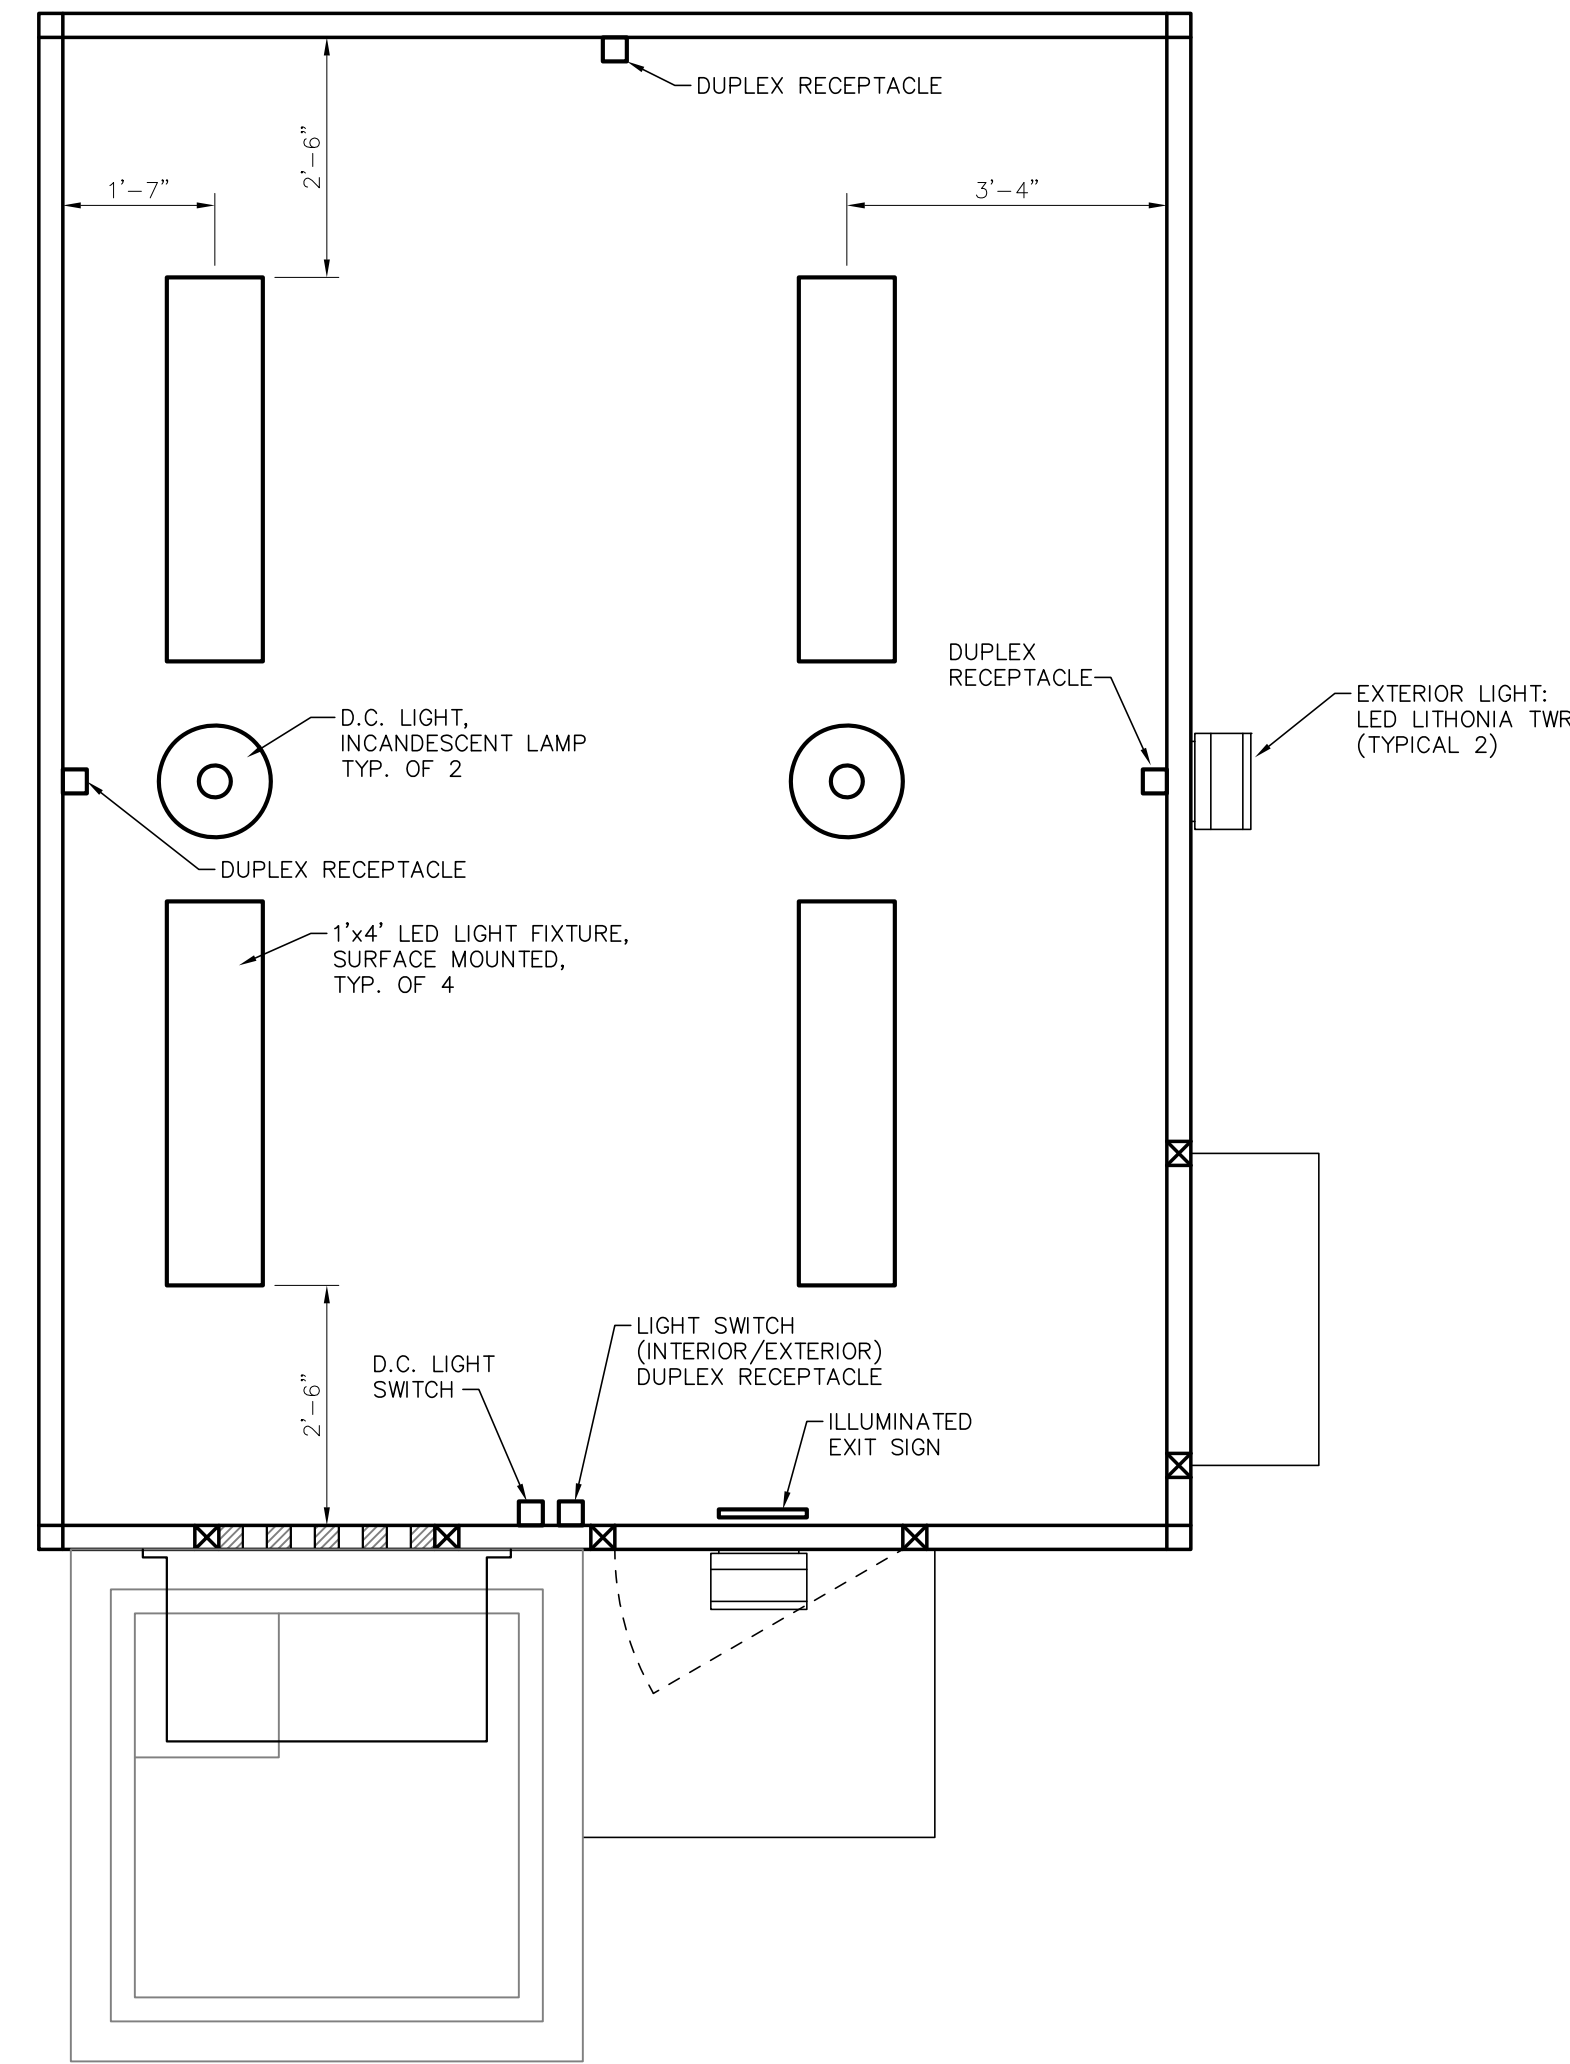 DUPLEX RECEPTACLE
2'-6"
1'-7"
3'-4"
DUPLEX
RECEPTACLE
EXTERIOR LIGHT:
LED LITHONIA TWR
(TYPICAL 2)
D.C. LIGHT,
INCANDESCENT LAMP
TYP. OF 2
DUPLEX RECEPTACLE
1'x4' LED LIGHT FIXTURE,
SURFACE MOUNTED,
TYP. OF 4
LIGHT SWITCH
(INTERIOR/EXTERIOR)
DUPLEX RECEPTACLE
D.C. LIGHT
SWITCH
2'-6"
ILLUMINATED
EXIT SIGN